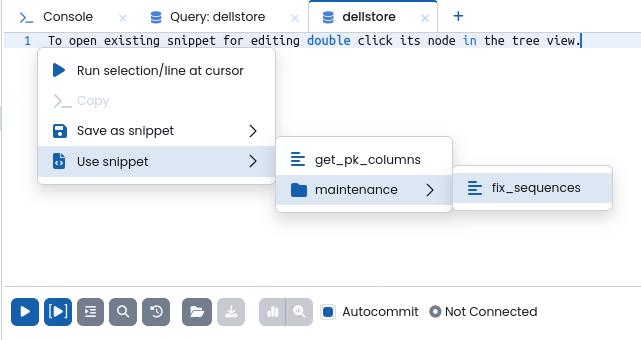 Console
Query: dellstore
dellstore
1 To open existing snippet for editing double click its node in the tree view.
Run selection/line at cursor
Copy
Save as snippet
Use snippet
get_pk_columns
maintenance
fix_sequences
Autocommit
Not Connected